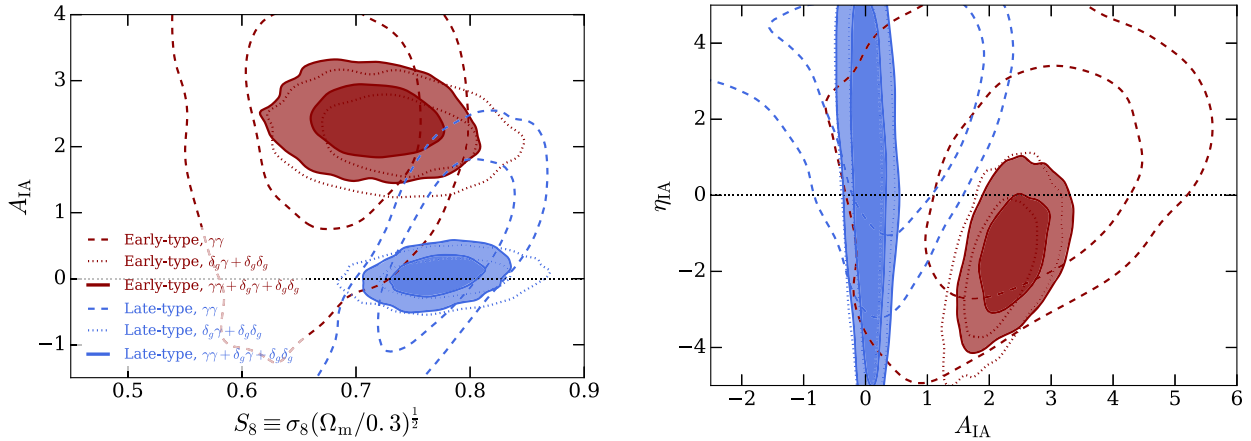 4
3
2
1
0
−1
A_IA
Early-type, γγ
Early-type, δ_gγ + δ_gδ_g
Early-type, γγ + δ_gγ + δ_gδ_g
Late-type, γγ
Late-type, δ_gγ + δ_gδ_g
Late-type, γγ + δ_gγ + δ_gδ_g
0.5 0.6 0.7 0.8 0.9
S_8 ≡ σ_8(Ω_m/0.3)^{1/2}
4
2
0
−2
−4
η_IA
−2 −1 0 1 2 3 4 5 6
A_IA